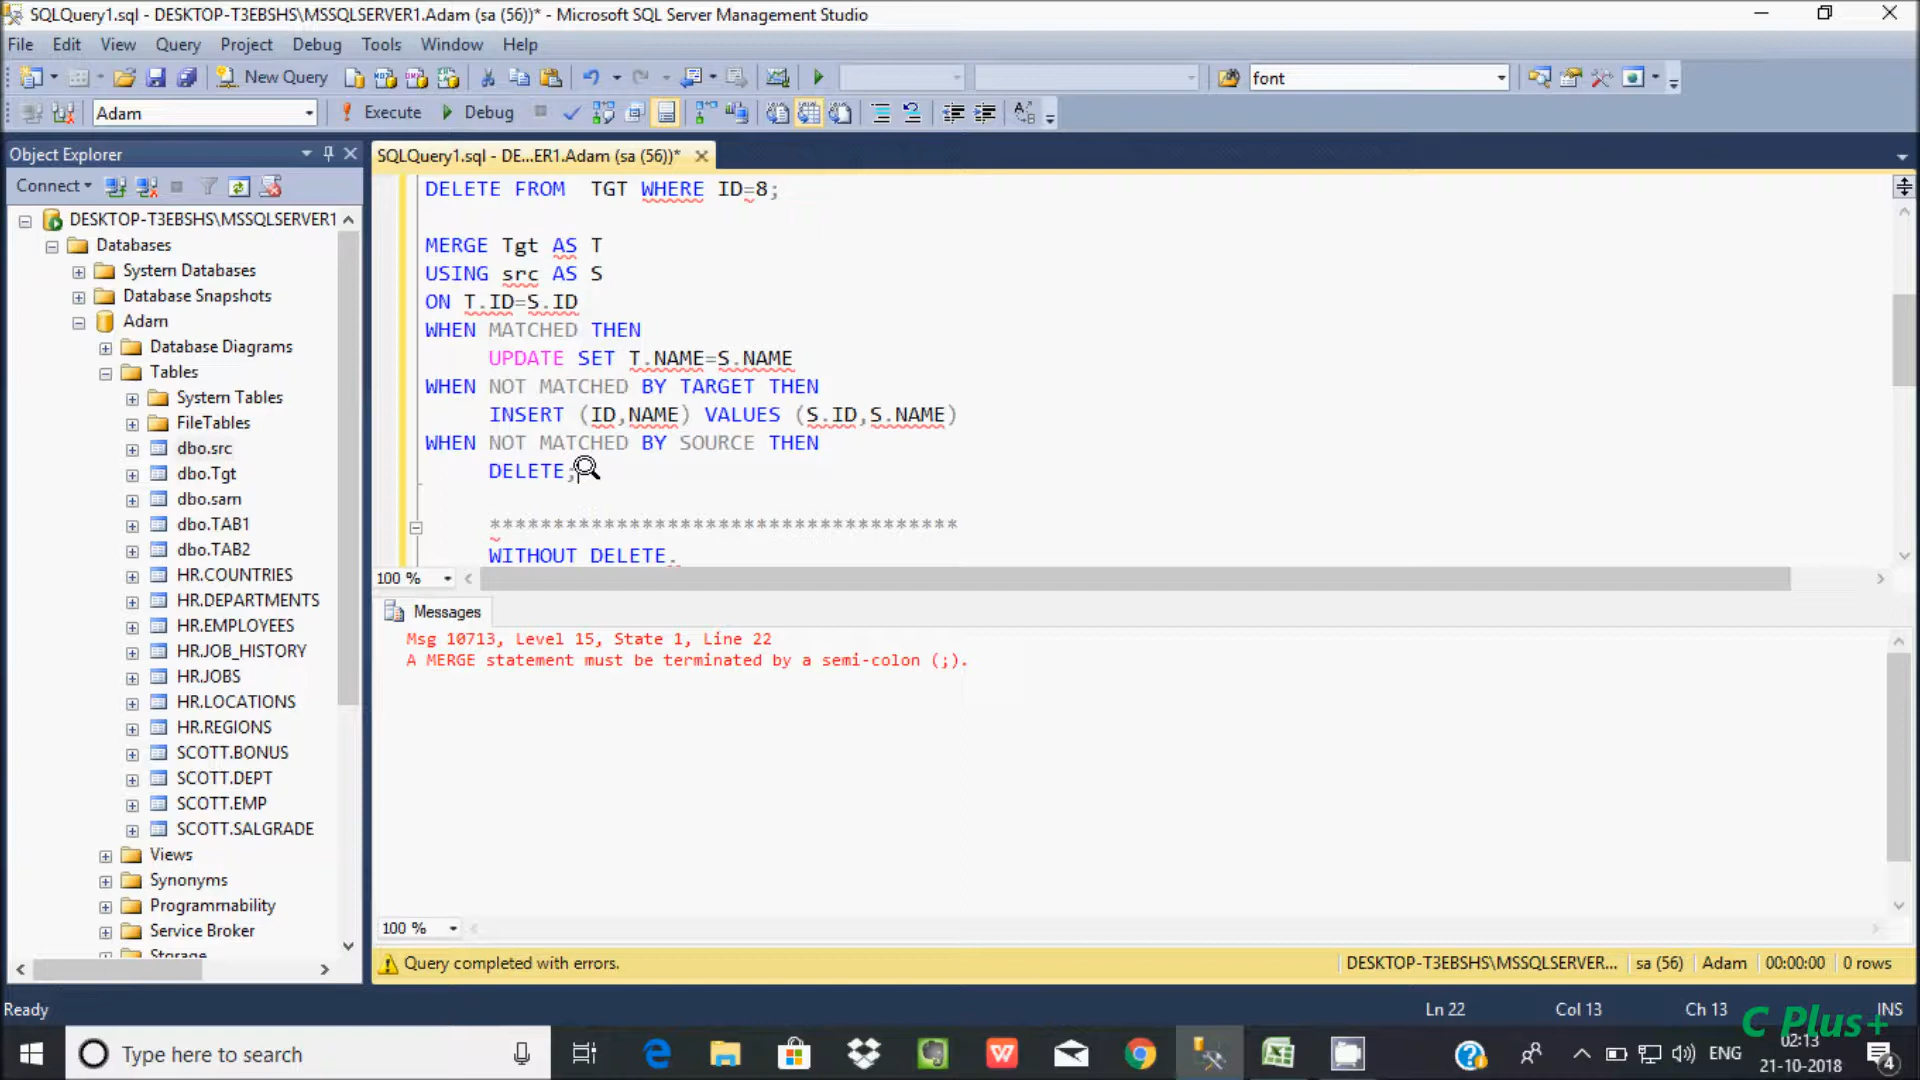 SQLQuery1.sql - DESKTOP-T3EBSHS\MSSQLSERVER1.Adam (sa (56))* - Microsoft SQL Server Management Studio
File Edit View Query Project Debug Tools Window Help
New Query font
Adam Execute Debug
Object Explorer
Connect
DESKTOP-T3EBSHS\MSSQLSERVER1
Databases
System Databases
Database Snapshots
Adam
Database Diagrams
Tables
System Tables
FileTables
dbo.src
dbo.Tgt
dbo.sam
dbo.TAB1
dbo.TAB2
HR.COUNTRIES
HR.DEPARTMENTS
HR.EMPLOYEES
HR.JOB_HISTORY
HR.JOBS
HR.LOCATIONS
HR.REGIONS
SCOTT.BONUS
SCOTT.DEPT
SCOTT.EMP
SCOTT.SALGRADE
Views
Synonyms
Programmability
Service Broker
Storage
SQLQuery1.sql - DE...ER1.Adam (sa (56))*
DELETE FROM  TGT WHERE ID=8;
MERGE Tgt AS T
USING src AS S
ON T.ID=S.ID
WHEN MATCHED THEN
UPDATE SET T.NAME=S.NAME
WHEN NOT MATCHED BY TARGET THEN
INSERT (ID,NAME) VALUES (S.ID,S.NAME)
WHEN NOT MATCHED BY SOURCE THEN
DELETE;
*************************************
WITHOUT DELETE.
100 %
Messages
Msg 10713, Level 15, State 1, Line 22
A MERGE statement must be terminated by a semi-colon (;).
100 %
Query completed with errors. DESKTOP-T3EBSHS\MSSQLSERVER... sa (56) Adam 00:00:00 0 rows
Ready Ln 22 Col 13 Ch 13 INS
C Plus+
Type here to search
ENG
02:13
21-10-2018
4